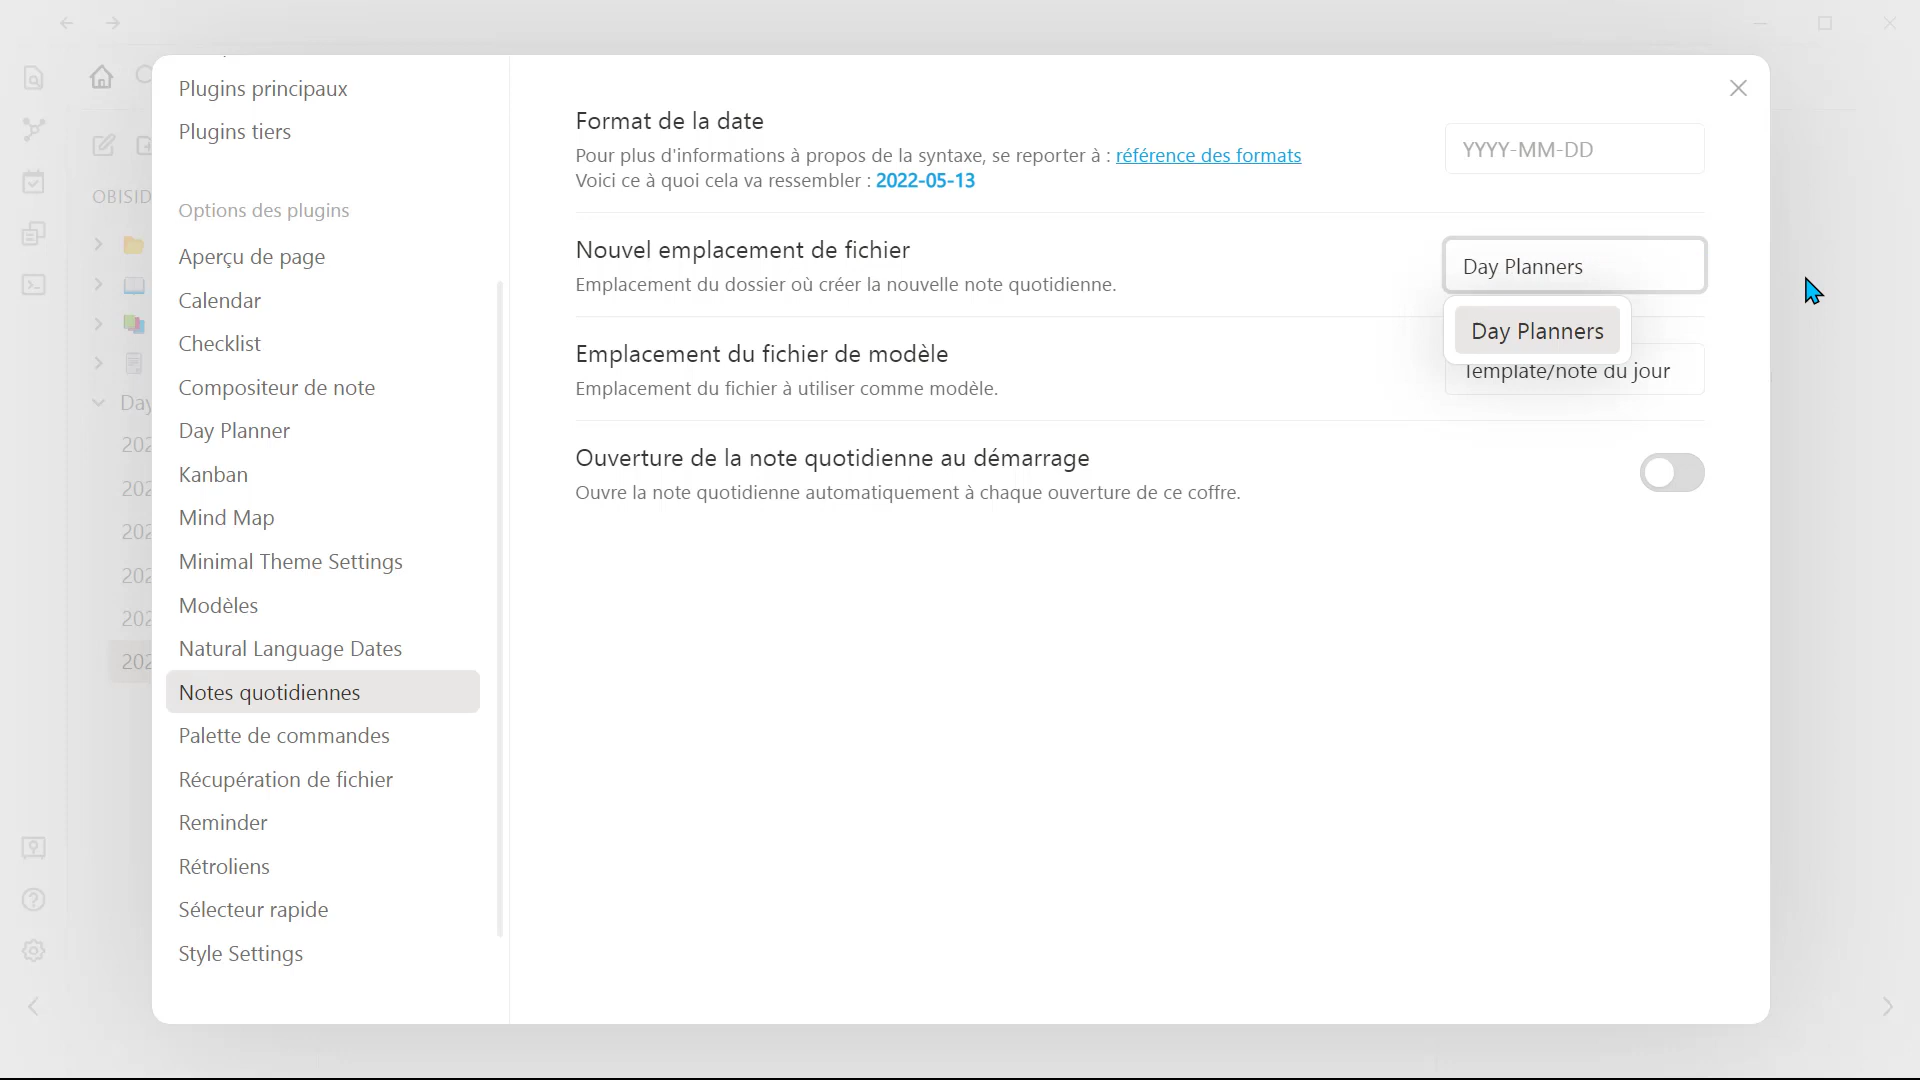 Plugins principaux
Plugins tiers
Options des plugins
Aperçu de page
Calendar
Checklist
Compositeur de note
Day Planner
Kanban
Mind Map
Minimal Theme Settings
Modèles
Natural Language Dates
Notes quotidiennes
Palette de commandes
Récupération de fichier
Reminder
Rétroliens
Sélecteur rapide
Style Settings
Format de la date
Pour plus d'informations à propos de la syntaxe, se reporter à : référence des formats
Voici ce à quoi cela va ressembler : 2022-05-13
YYYY-MM-DD
Nouvel emplacement de fichier
Emplacement du dossier où créer la nouvelle note quotidienne.
Day Planners
Day Planners
Emplacement du fichier de modèle
Emplacement du fichier à utiliser comme modèle.
Template/note du jour
Ouverture de la note quotidienne au démarrage
Ouvre la note quotidienne automatiquement à chaque ouverture de ce coffre.
OBISID
Day
202
202
202
202
202
202